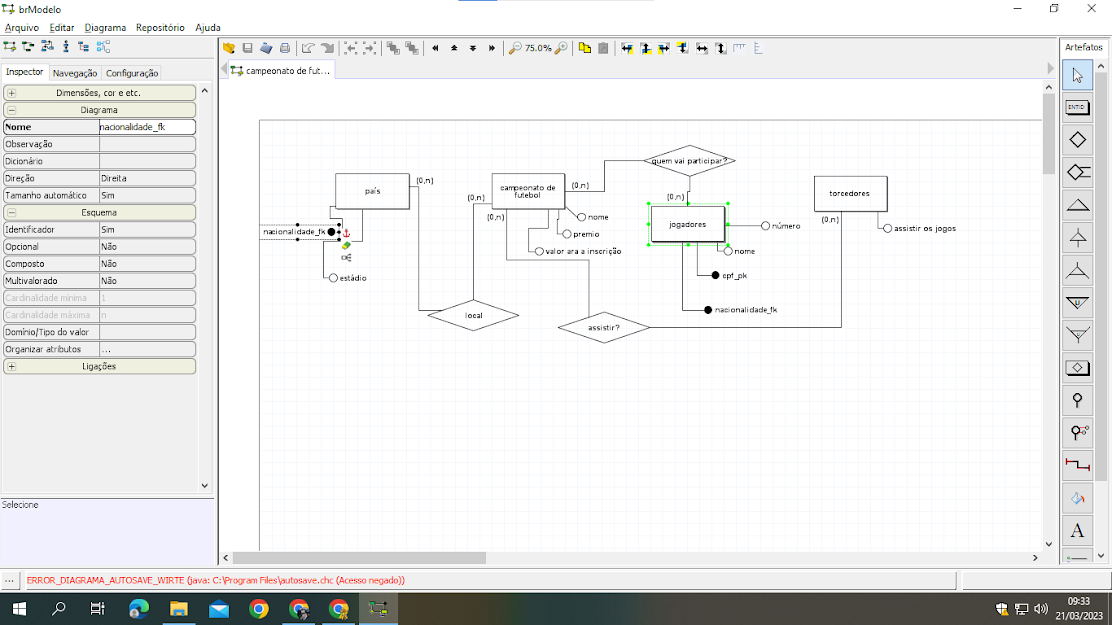 brModelo
Arquivo Editar Diagrama Repositório Ajuda
75.0%
Artefatos
Inspector Navegação Configuração
campeonato de fut...
Dimensões, cor e etc.
Diagrama
Nome nacionalidade_fk
Observação
Dicionário
Direção Direita
Tamanho automático Sim
Esquema
Identificador Sim
Opcional Não
Composto Não
Multivalorado Não
Cardinalidade mínima 1
Cardinalidade máxima n
Domínio/Tipo do valor
Organizar atributos ...
Ligações
Selecione
quem vai participar?
país
(0,n)
campeonato de
futebol
(0,n)
(0,n)
(0,n)
(0,n)
torcedores
(0,n)
nome
jogadores
número
assistir os jogos
nacionalidade_fk
premio
valor ara a inscrição
nome
estádio
cpf_pk
nacionalidade_fk
local
assistir?
ENTID
A
... ERROR_DIAGRAMA_AUTOSAVE_WIRTE (java: C:\Program Files\autosave.chc (Acesso negado))
09:33
21/03/2023